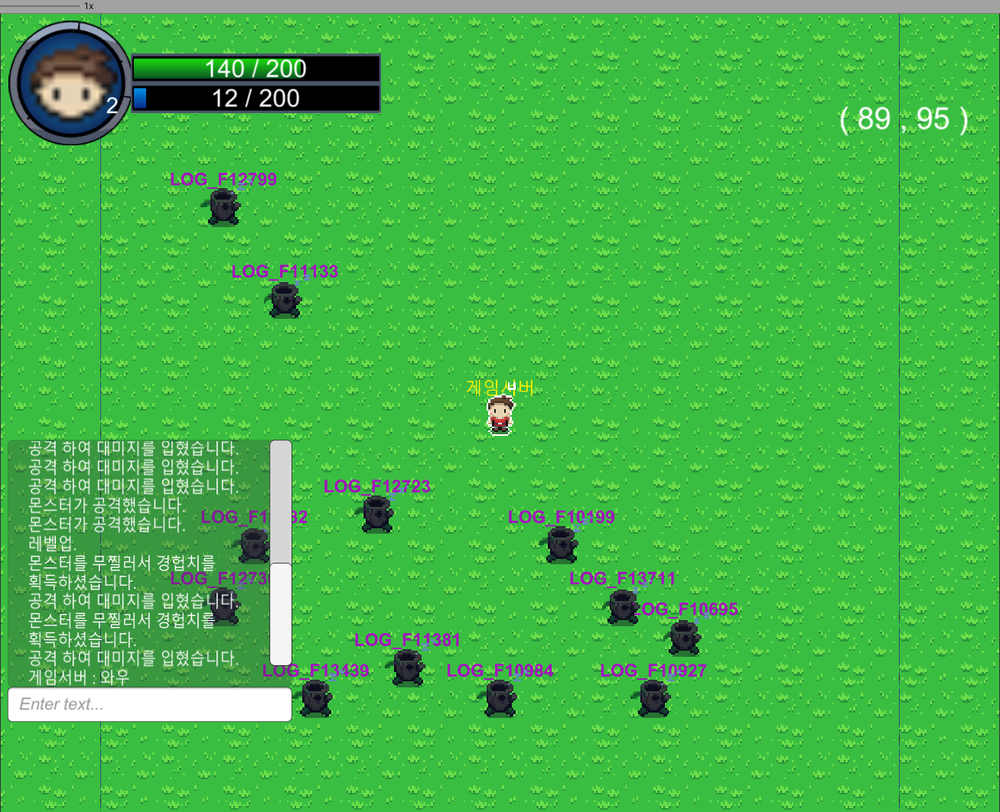 1x
140 / 200
12 / 200
2
( 89 , 95 )
LOG_F12799
LOG_F11133
게임서버
공격 하여 대미지를 입혔습니다.
공격 하여 대미지를 입혔습니다.
공격 하여 대미지를 입혔습니다.
몬스터가 공격했습니다.
몬스터가 공격했습니다.
레벨업.
몬스터를 무찔러서 경험치를
획득하셨습니다.
공격 하여 대미지를 입혔습니다.
몬스터를 무찔러서 경험치를
획득하셨습니다.
공격 하여 대미지를 입혔습니다.
게임서버 : 와우
Enter text...
LOG_F12723
LOG_F10199
LOG_F13711
LOG_F10695
LOG_F11381
LOG_F13439
LOG_F10984
LOG_F10927